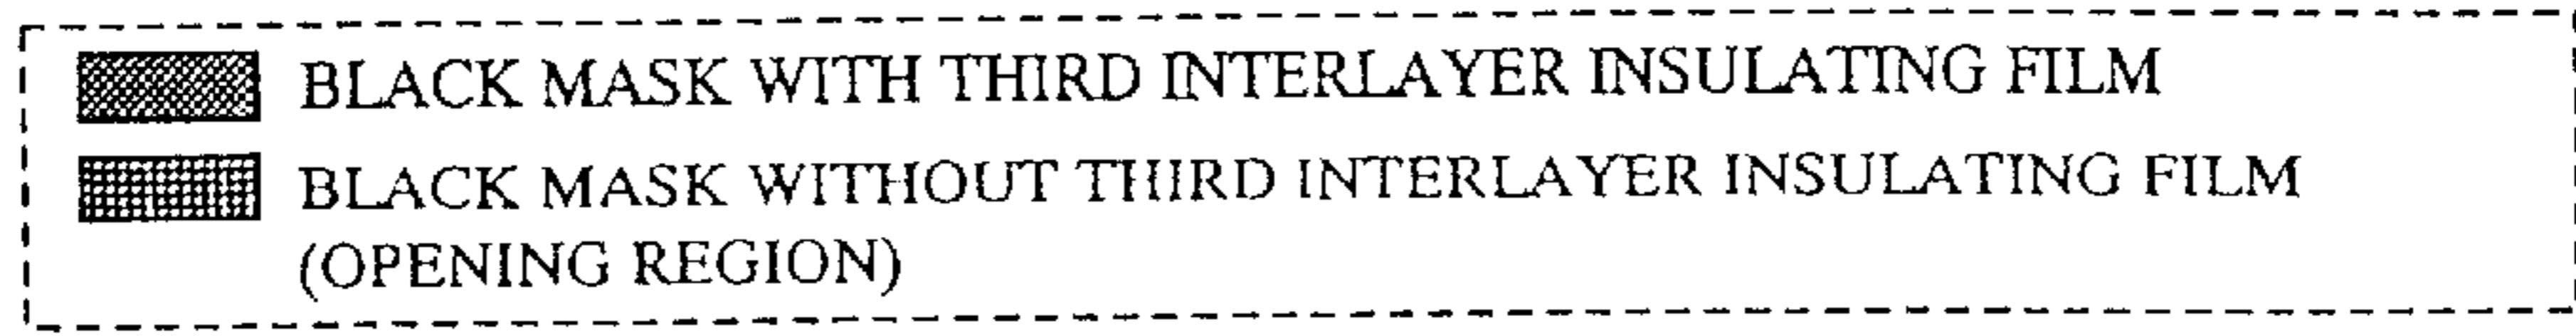 BLACK MASK WITH THIRD INTERLAYER INSULATING FILM
BLACK MASK WITHOUT THIRD INTERLAYER INSULATING FILM
(OPENING REGION)